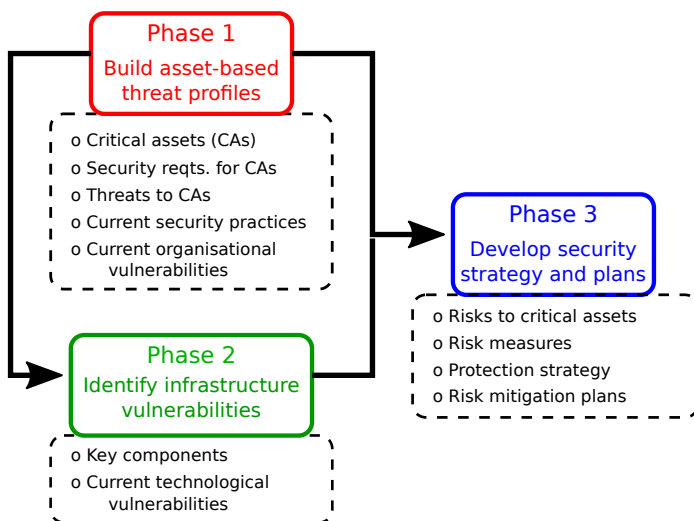 Phase 1
Build asset-based
threat profiles
o Critical assets (CAs)
o Security reqts. for CAs
o Threats to CAs
o Current security practices
o Current organisational
vulnerabilities
Phase 2
Identify infrastructure
vulnerabilities
o Key components
o Current technological
vulnerabilities
Phase 3
Develop security
strategy and plans
o Risks to critical assets
o Risk measures
o Protection strategy
o Risk mitigation plans